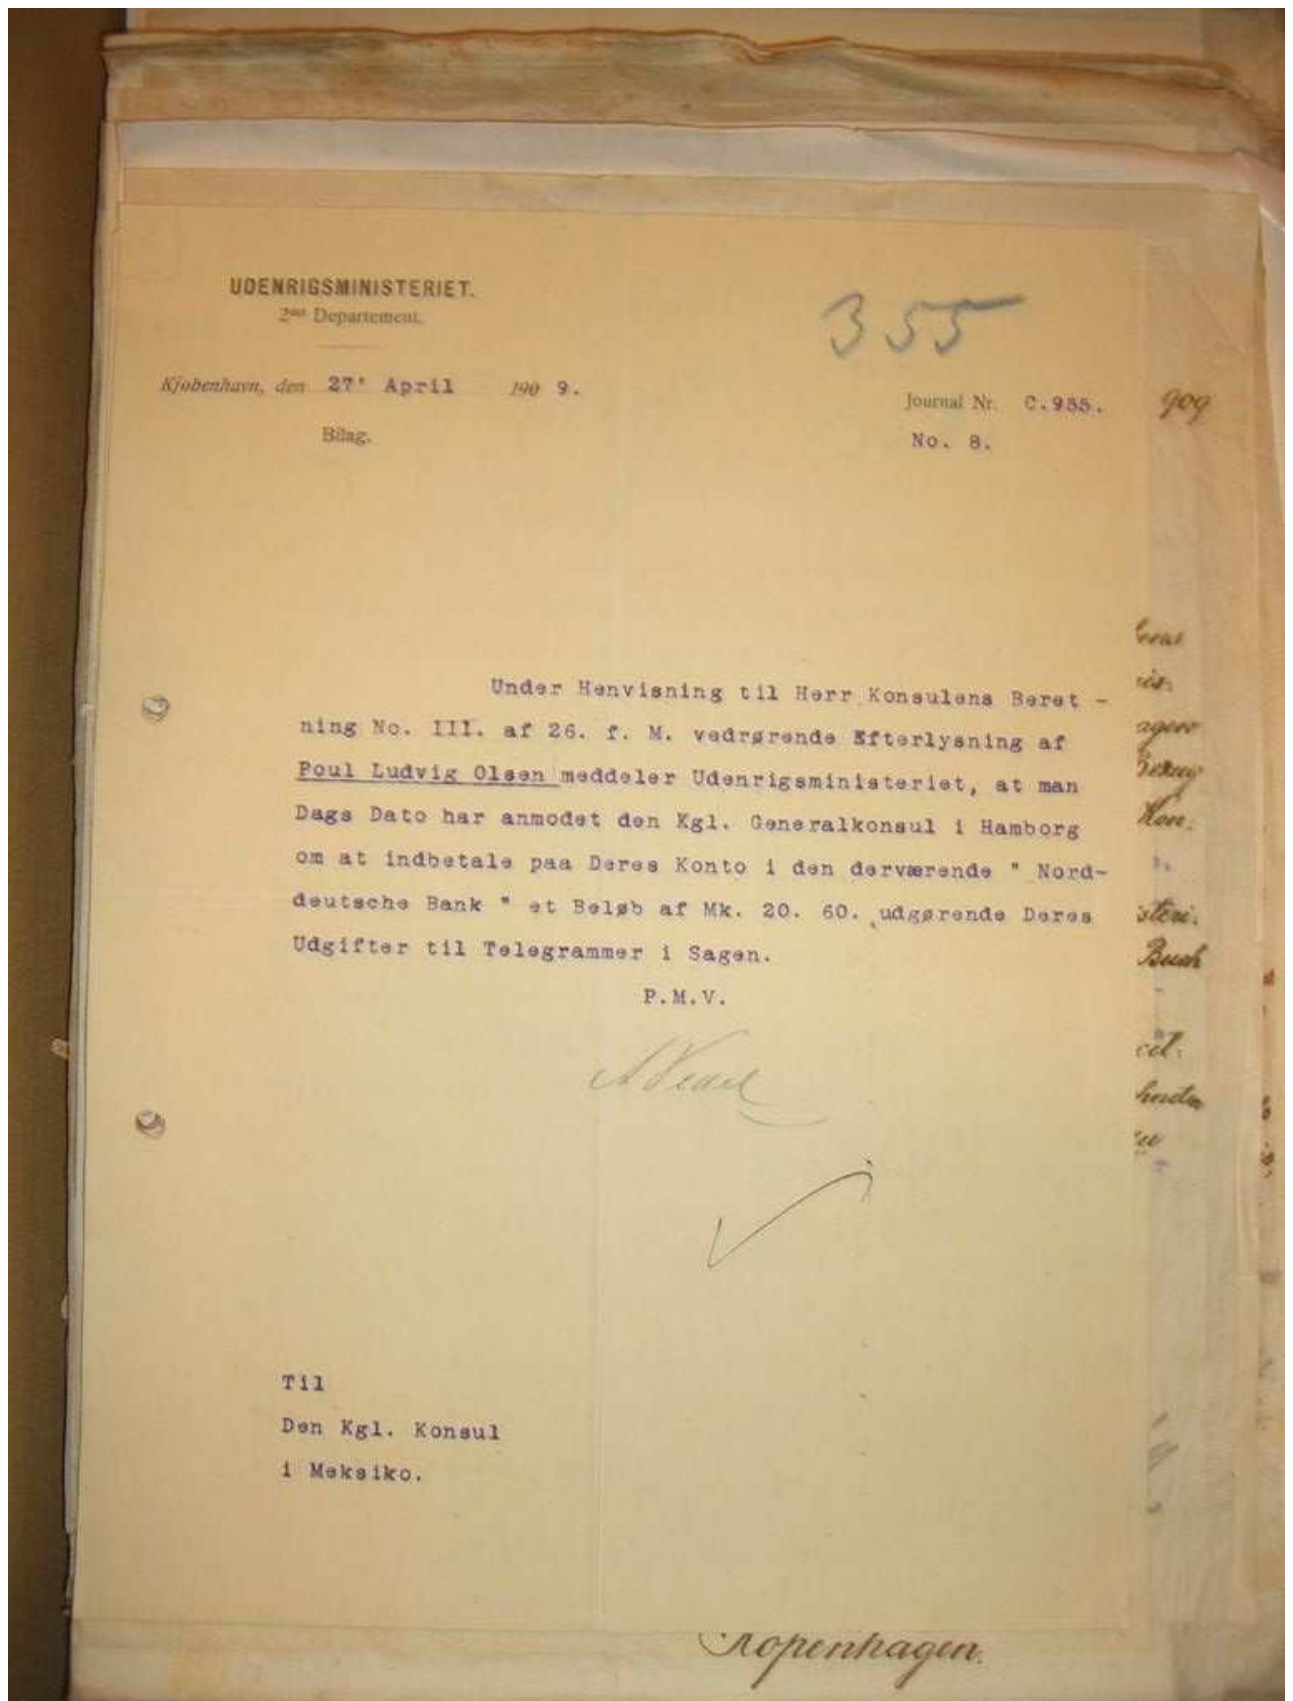 UDENRIGSMINISTERIET.
2det Departement.
355
Kjøbenhavn, den 27' April 1909.
Journal Nr. C.955.
909
Bilag.
No. 8.
Under Henvisning til Herr Konsulens Beret -
ning No. III. af 26. f. M. vedrørende Efterlysning af
Poul Ludvig Olsen meddeler Udenrigsministeriet, at man
Dags Dato har anmodet den Kgl. Generalkonsul i Hamborg
om at indbetale paa Deres Konto i den derværende " Nord-
deutsche Bank " et Beløb af Mk. 20. 60. udgørende Deres
Udgifter til Telegrammer i Sagen.
P.M.V.
AVedel
Til
Den Kgl. Konsul
i Meksiko.
Kopenhagen.